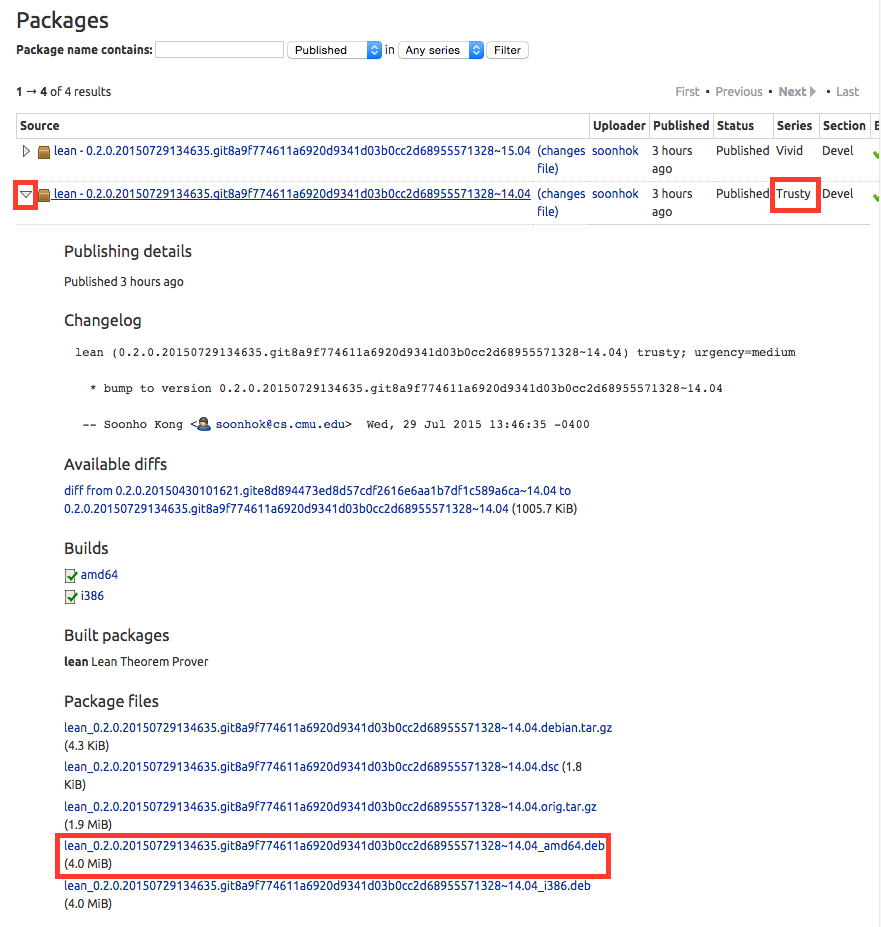 Packages
Package name contains: Published in Any series Filter
1 → 4 of 4 results First • Previous • Next • Last
Source Uploader Published Status Series Section
lean - 0.2.0.20150729134635.git8a9f774611a6920d9341d03b0cc2d68955571328~15.04 (changes soonhok 3 hours Published Vivid Devel
file) ago
lean - 0.2.0.20150729134635.git8a9f774611a6920d9341d03b0cc2d68955571328~14.04 (changes soonhok 3 hours Published Trusty Devel
file) ago
Publishing details
Published 3 hours ago
Changelog
lean (0.2.0.20150729134635.git8a9f774611a6920d9341d03b0cc2d68955571328~14.04) trusty; urgency=medium
* bump to version 0.2.0.20150729134635.git8a9f774611a6920d9341d03b0cc2d68955571328~14.04
-- Soonho Kong <soonhok@cs.cmu.edu> Wed, 29 Jul 2015 13:46:35 -0400
Available diffs
diff from 0.2.0.20150430101621.gite8d894473ed8d57cdf2616e6aa1b7df1c589a6ca~14.04 to
0.2.0.20150729134635.git8a9f774611a6920d9341d03b0cc2d68955571328~14.04 (1005.7 KiB)
Builds
amd64
i386
Built packages
lean Lean Theorem Prover
Package files
lean_0.2.0.20150729134635.git8a9f774611a6920d9341d03b0cc2d68955571328~14.04.debian.tar.gz
(4.3 KiB)
lean_0.2.0.20150729134635.git8a9f774611a6920d9341d03b0cc2d68955571328~14.04.dsc (1.8
KiB)
lean_0.2.0.20150729134635.git8a9f774611a6920d9341d03b0cc2d68955571328~14.04.orig.tar.gz
(1.9 MiB)
lean_0.2.0.20150729134635.git8a9f774611a6920d9341d03b0cc2d68955571328~14.04_amd64.deb
(4.0 MiB)
lean_0.2.0.20150729134635.git8a9f774611a6920d9341d03b0cc2d68955571328~14.04_i386.deb
(4.0 MiB)